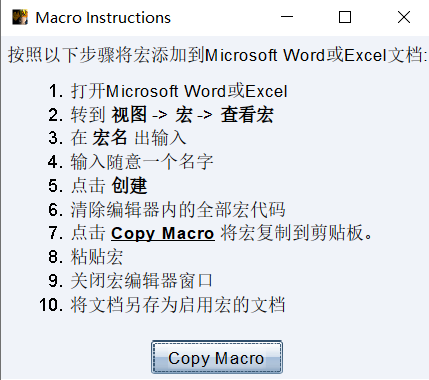 Macro Instructions
按照以下步骤将宏添加到Microsoft Word或Excel文档:
1. 打开Microsoft Word或Excel
2. 转到 视图 -> 宏 -> 查看宏
3. 在 宏名 出输入
4. 输入随意一个名字
5. 点击 创建
6. 清除编辑器内的全部宏代码
7. 点击 Copy Macro 将宏复制到剪贴板。
8. 粘贴宏
9. 关闭宏编辑器窗口
10. 将文档另存为启用宏的文档
Copy Macro